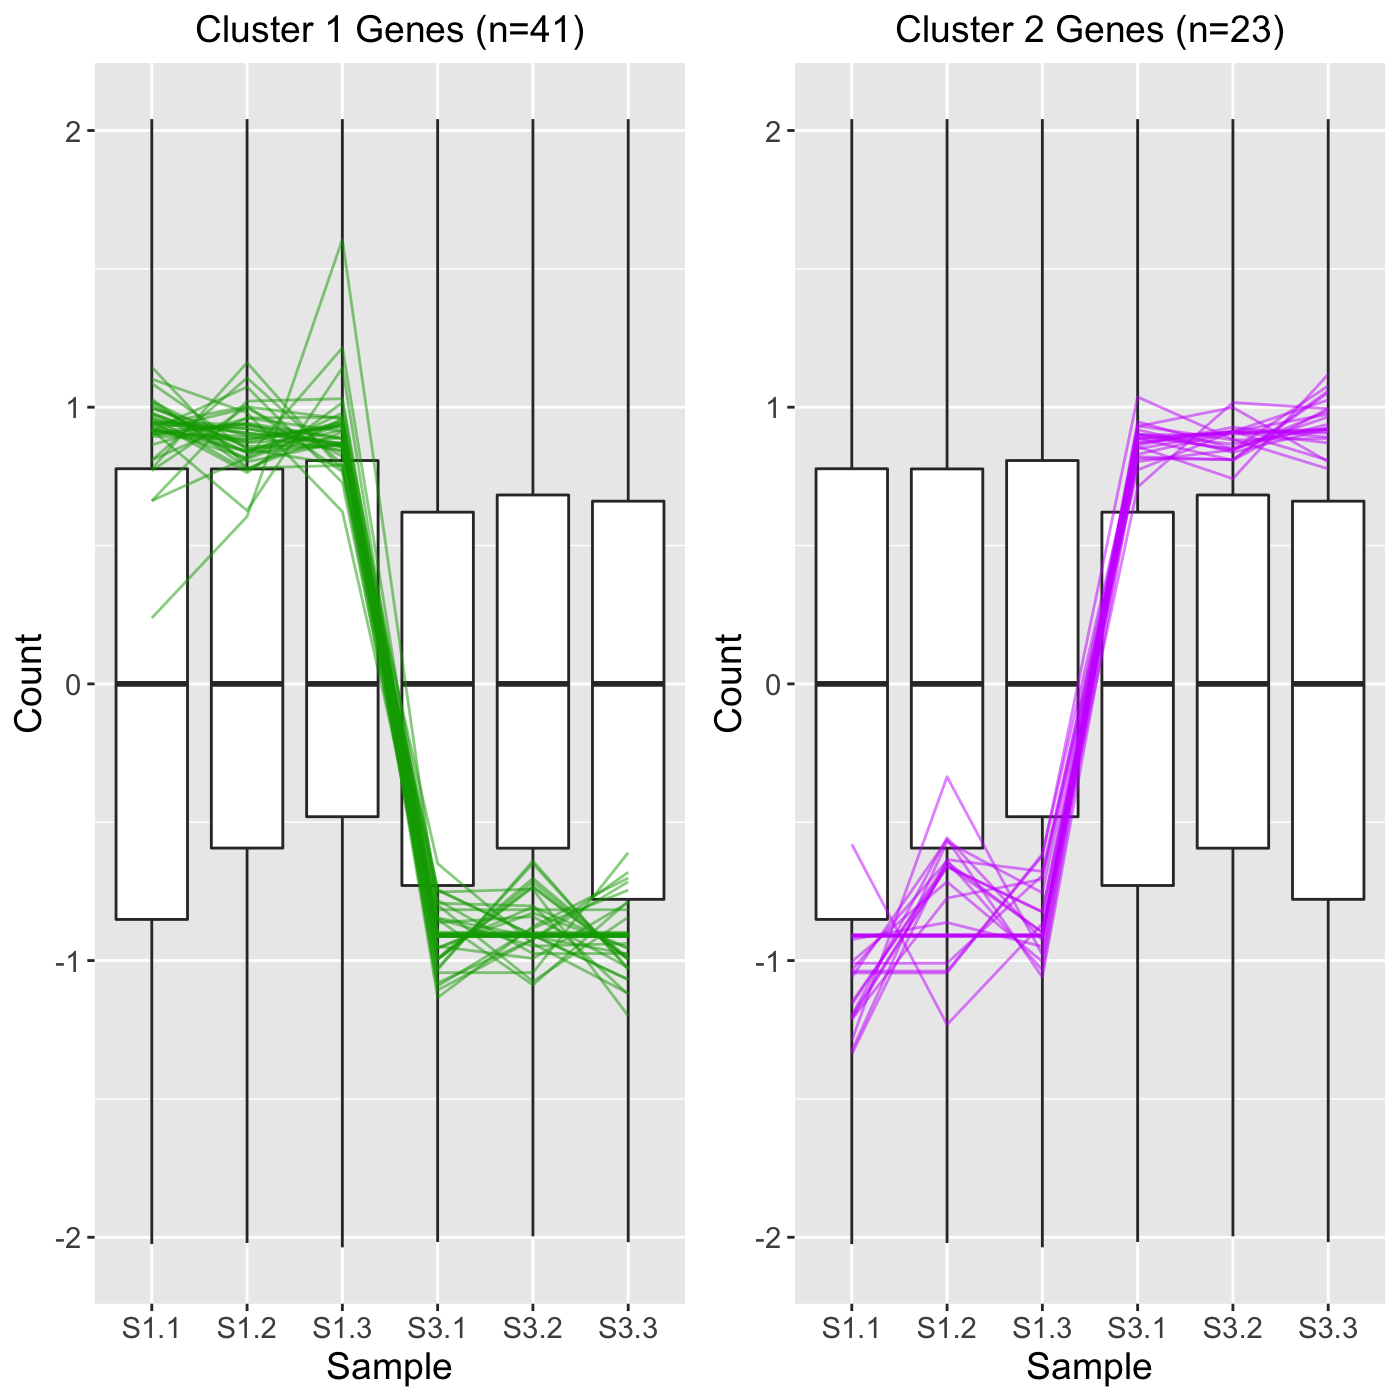 Cluster 1 Genes (n=41)
2
1
0
-1
-2
Count
S1.1 S1.2 S1.3 S3.1 S3.2 S3.3
Sample
Cluster 2 Genes (n=23)
2
1
0
-1
-2
Count
S1.1 S1.2 S1.3 S3.1 S3.2 S3.3
Sample